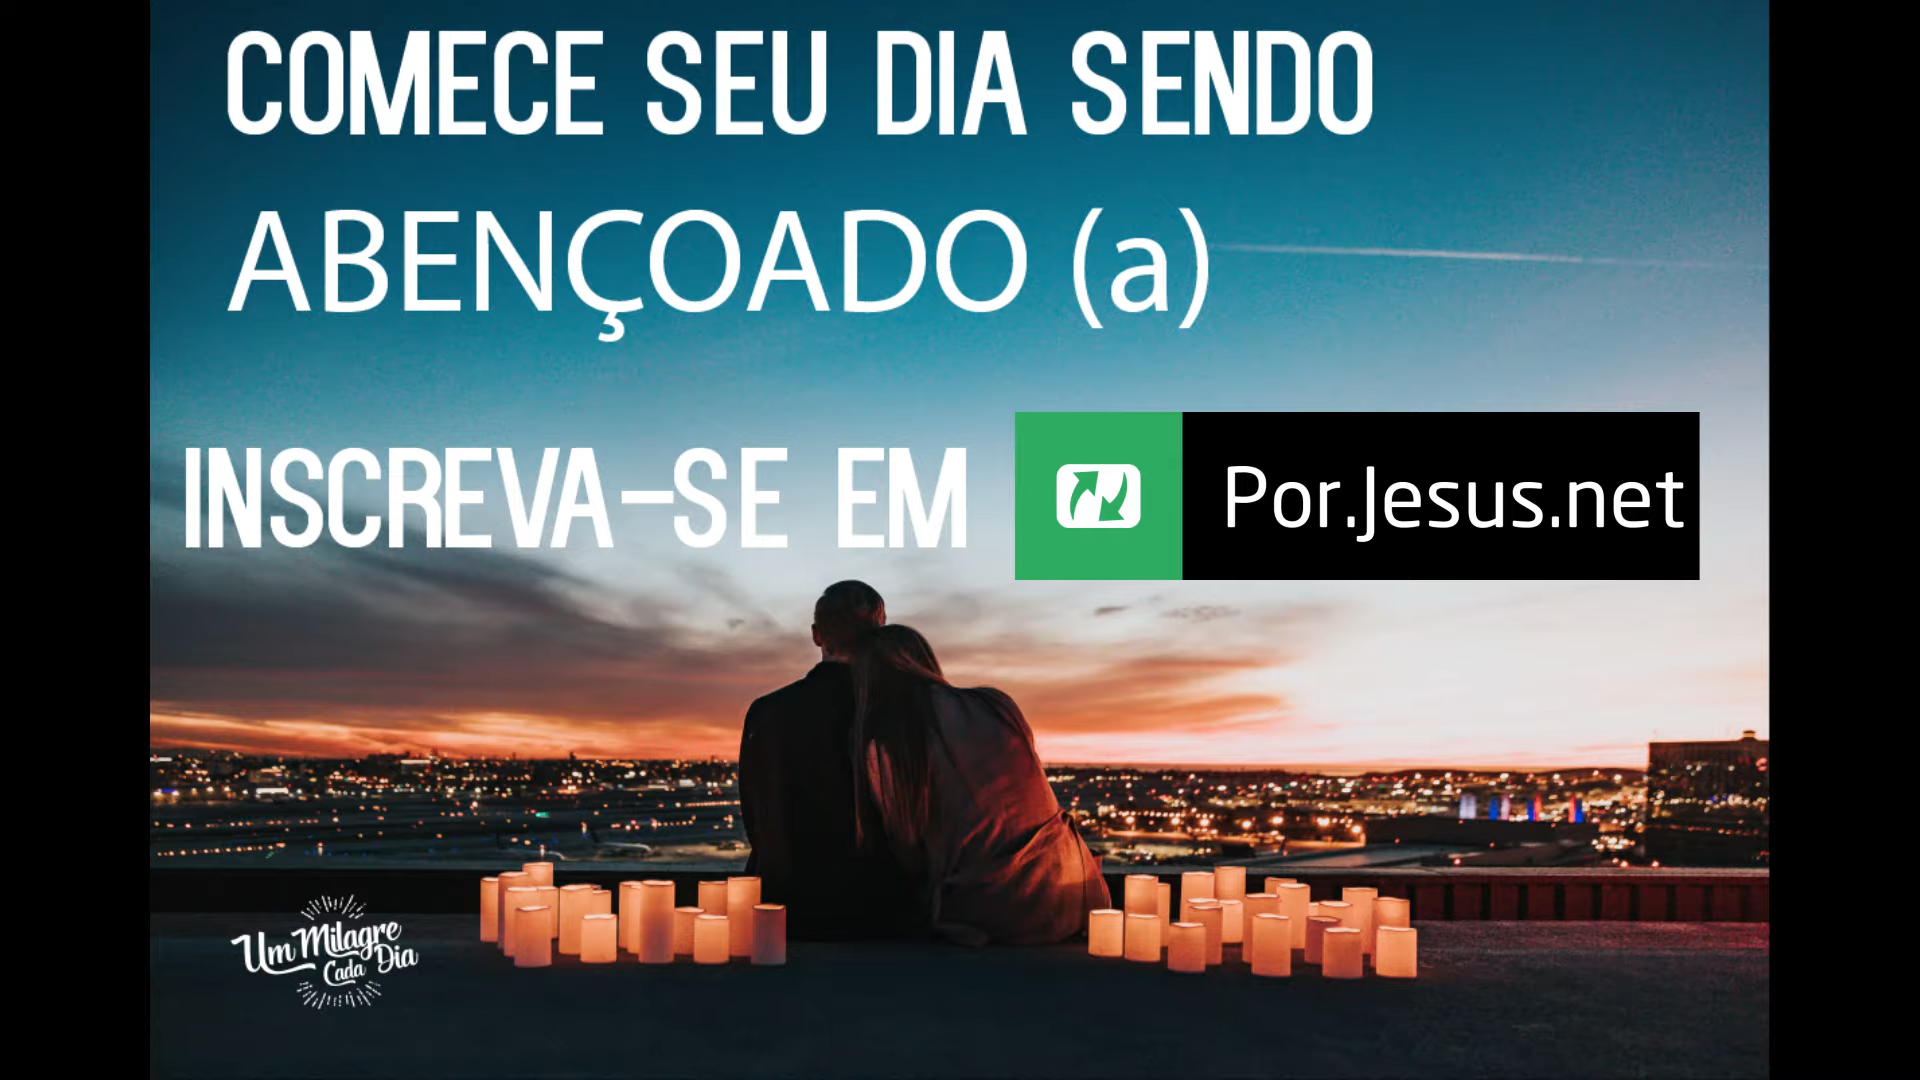 COMECE SEU DIA SENDO
ABENÇOADO (a)
INSCREVA-SE EM Por.Jesus.net
Um Milagre
Cada Dia